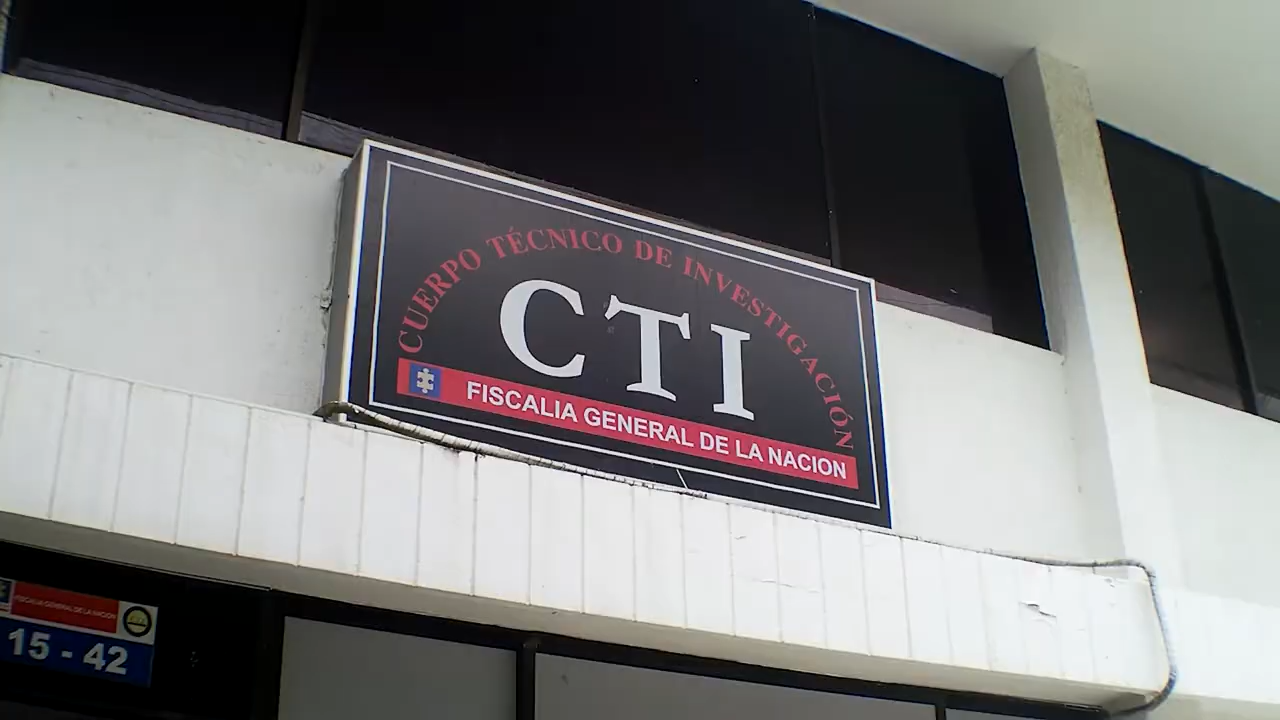 CUERPO TÉCNICO DE INVESTIGACIÓN
CTI
FISCALIA GENERAL DE LA NACION
FISCALIA GENERAL DE LA NACION
15 - 42